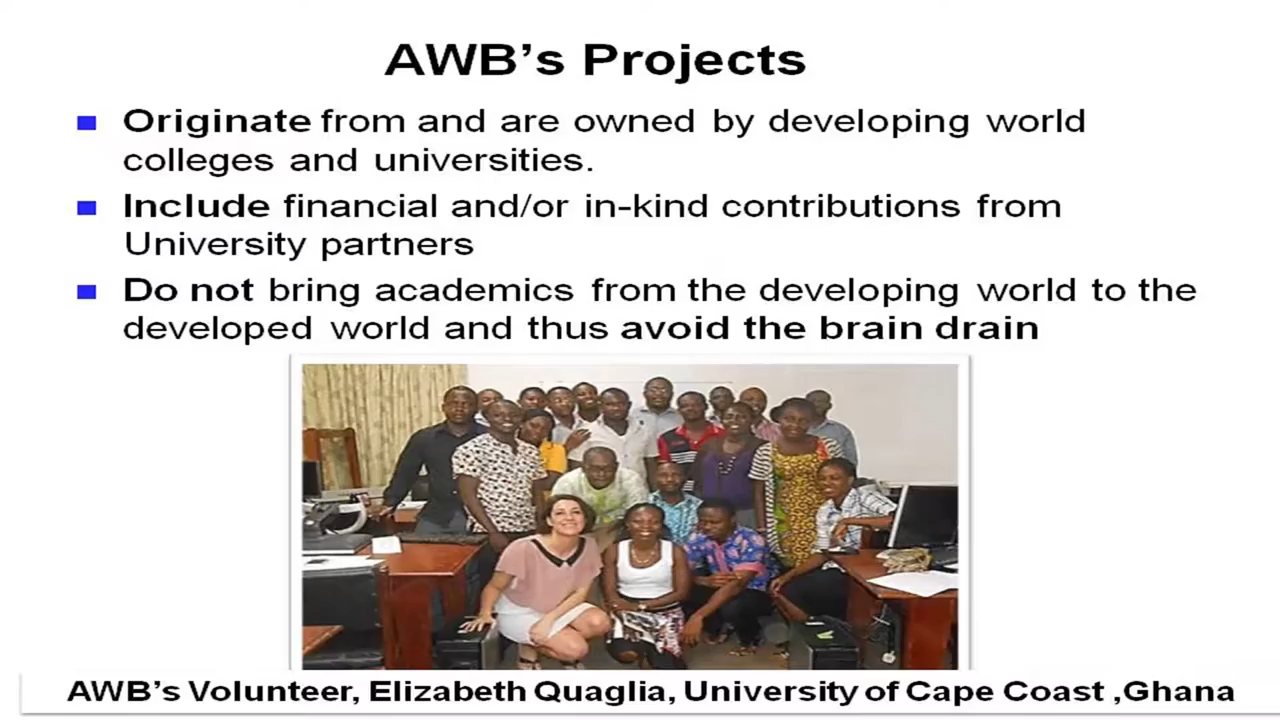 AWB's Projects
Originate from and are owned by developing world
colleges and universities.
Include financial and/or in-kind contributions from
University partners
Do not bring academics from the developing world to the
developed world and thus avoid the brain drain
AWB's Volunteer, Elizabeth Quaglia, University of Cape Coast ,Ghana